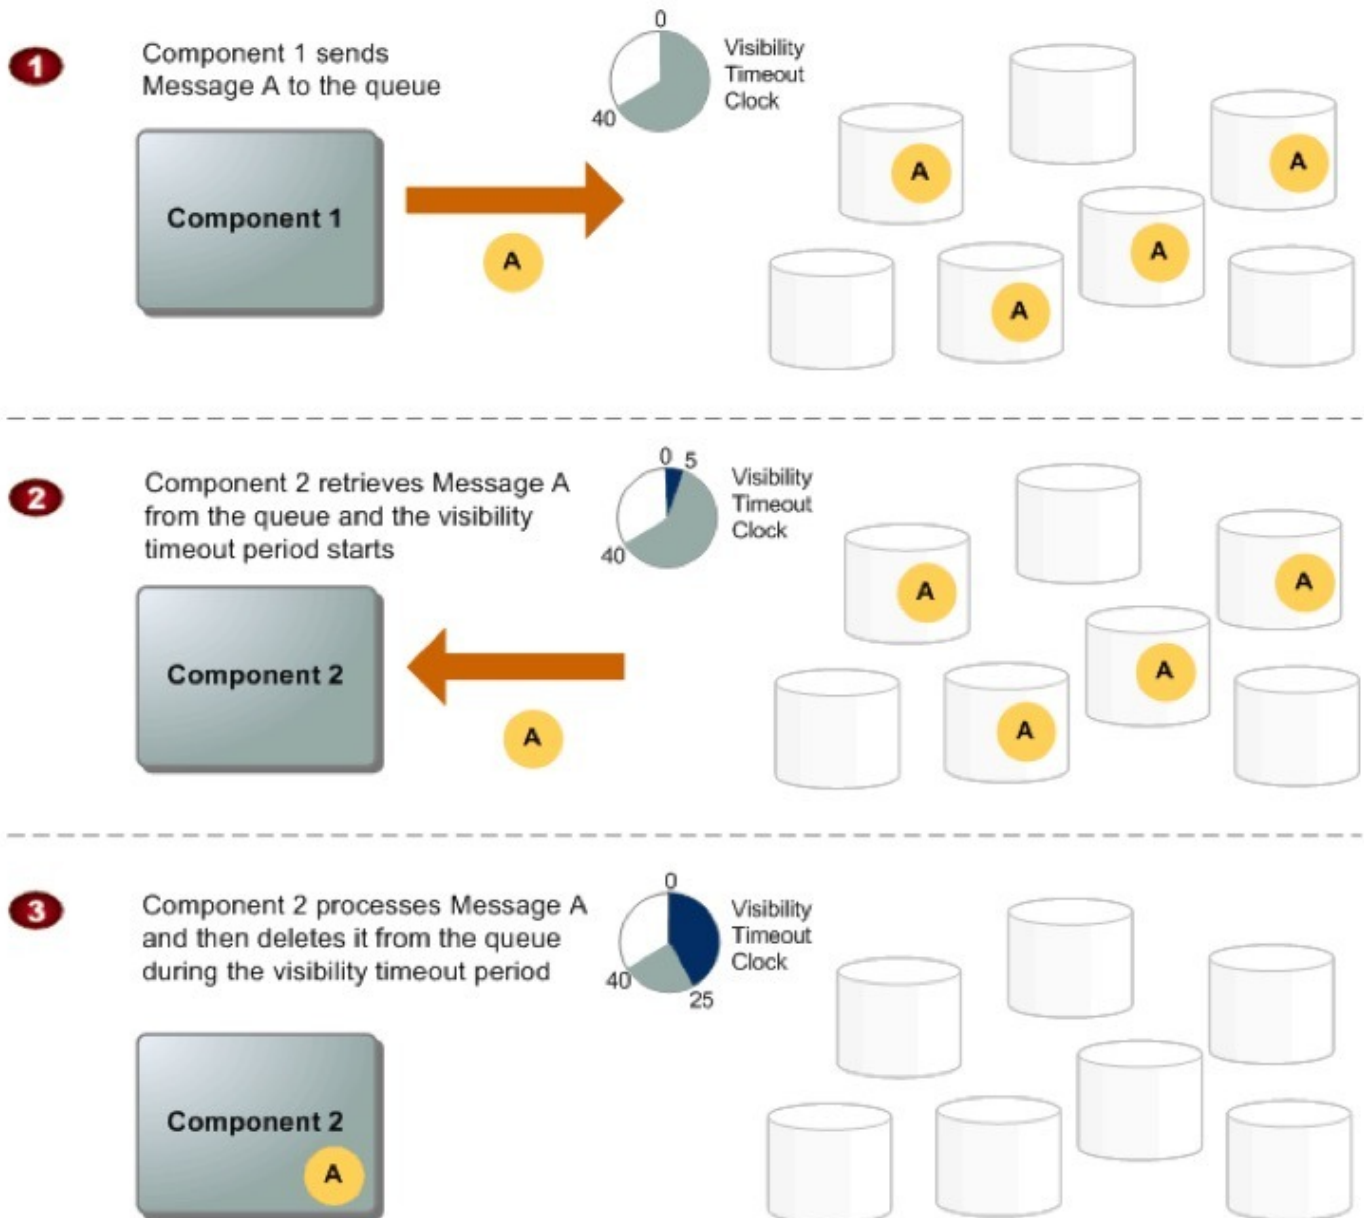 1
Component 1 sends
Message A to the queue
0
40
Visibility
Timeout
Clock
Component 1
A
A
A
A
A
2
Component 2 retrieves Message A
from the queue and the visibility
timeout period starts
0 5
40
Visibility
Timeout
Clock
Component 2
A
A
A
A
A
3
Component 2 processes Message A
and then deletes it from the queue
during the visibility timeout period
0
40
25
Visibility
Timeout
Clock
Component 2
A